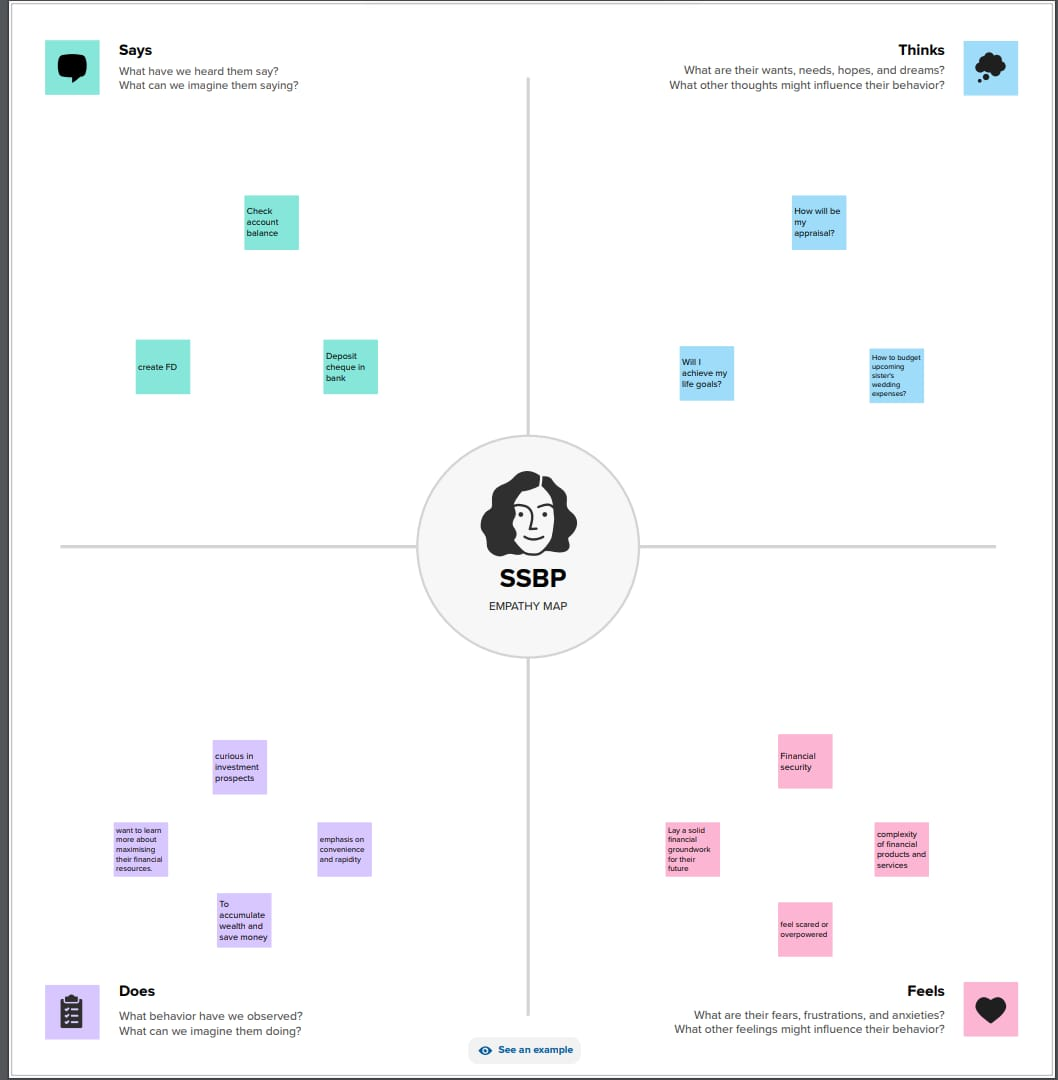 Says
What have we heard them say?
What can we imagine them saying?
Thinks
What are their wants, needs, hopes, and dreams?
What other thoughts might influence their behavior?
Check
account
balance
create FD
Deposit
cheque in
bank
How will be
my
appraisal?
Will I
achieve my
life goals?
How to budget
upcoming
sister's
wedding
expenses?
SSBP
EMPATHY MAP
curious in
investment
prospects
want to learn
more about
maximising
their financial
resources.
emphasis on
convenience
and rapidity
To
accumulate
wealth and
save money
Financial
security
Lay a solid
financial
groundwork
for their
future
complexity
of financial
products and
services
feel scared or
overpowered
Does
What behavior have we observed?
What can we imagine them doing?
Feels
What are their fears, frustrations, and anxieties?
What other feelings might influence their behavior?
See an example